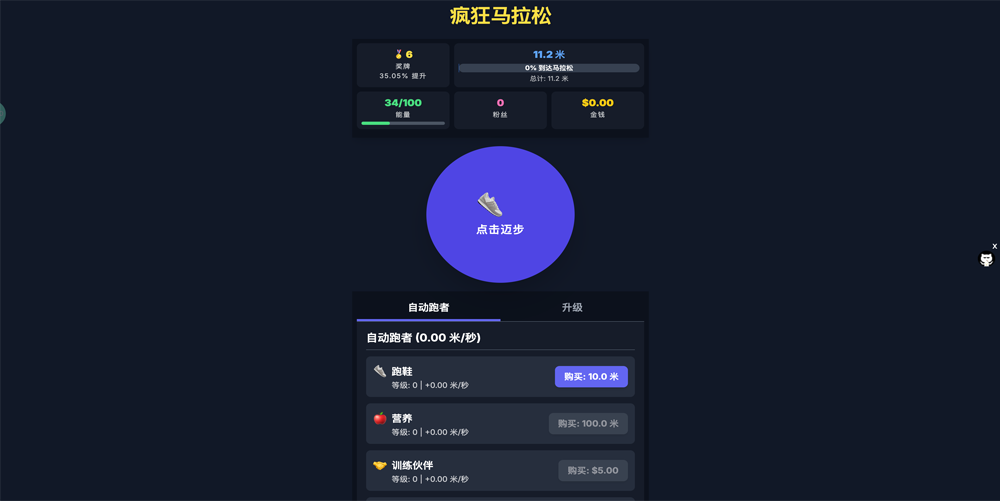 疯狂马拉松
6
奖牌
35.05% 提升
11.2 米
0% 到达马拉松
总计: 11.2 米
34/100
能量
0
粉丝
$0.00
金钱
点击迈步
自动跑者
升级
自动跑者 (0.00 米/秒)
跑鞋
等级: 0 | +0.00 米/秒
购买: 10.0 米
营养
等级: 0 | +0.00 米/秒
购买: 100.0 米
训练伙伴
等级: 0 | +0.00 米/秒
购买: $5.00
x